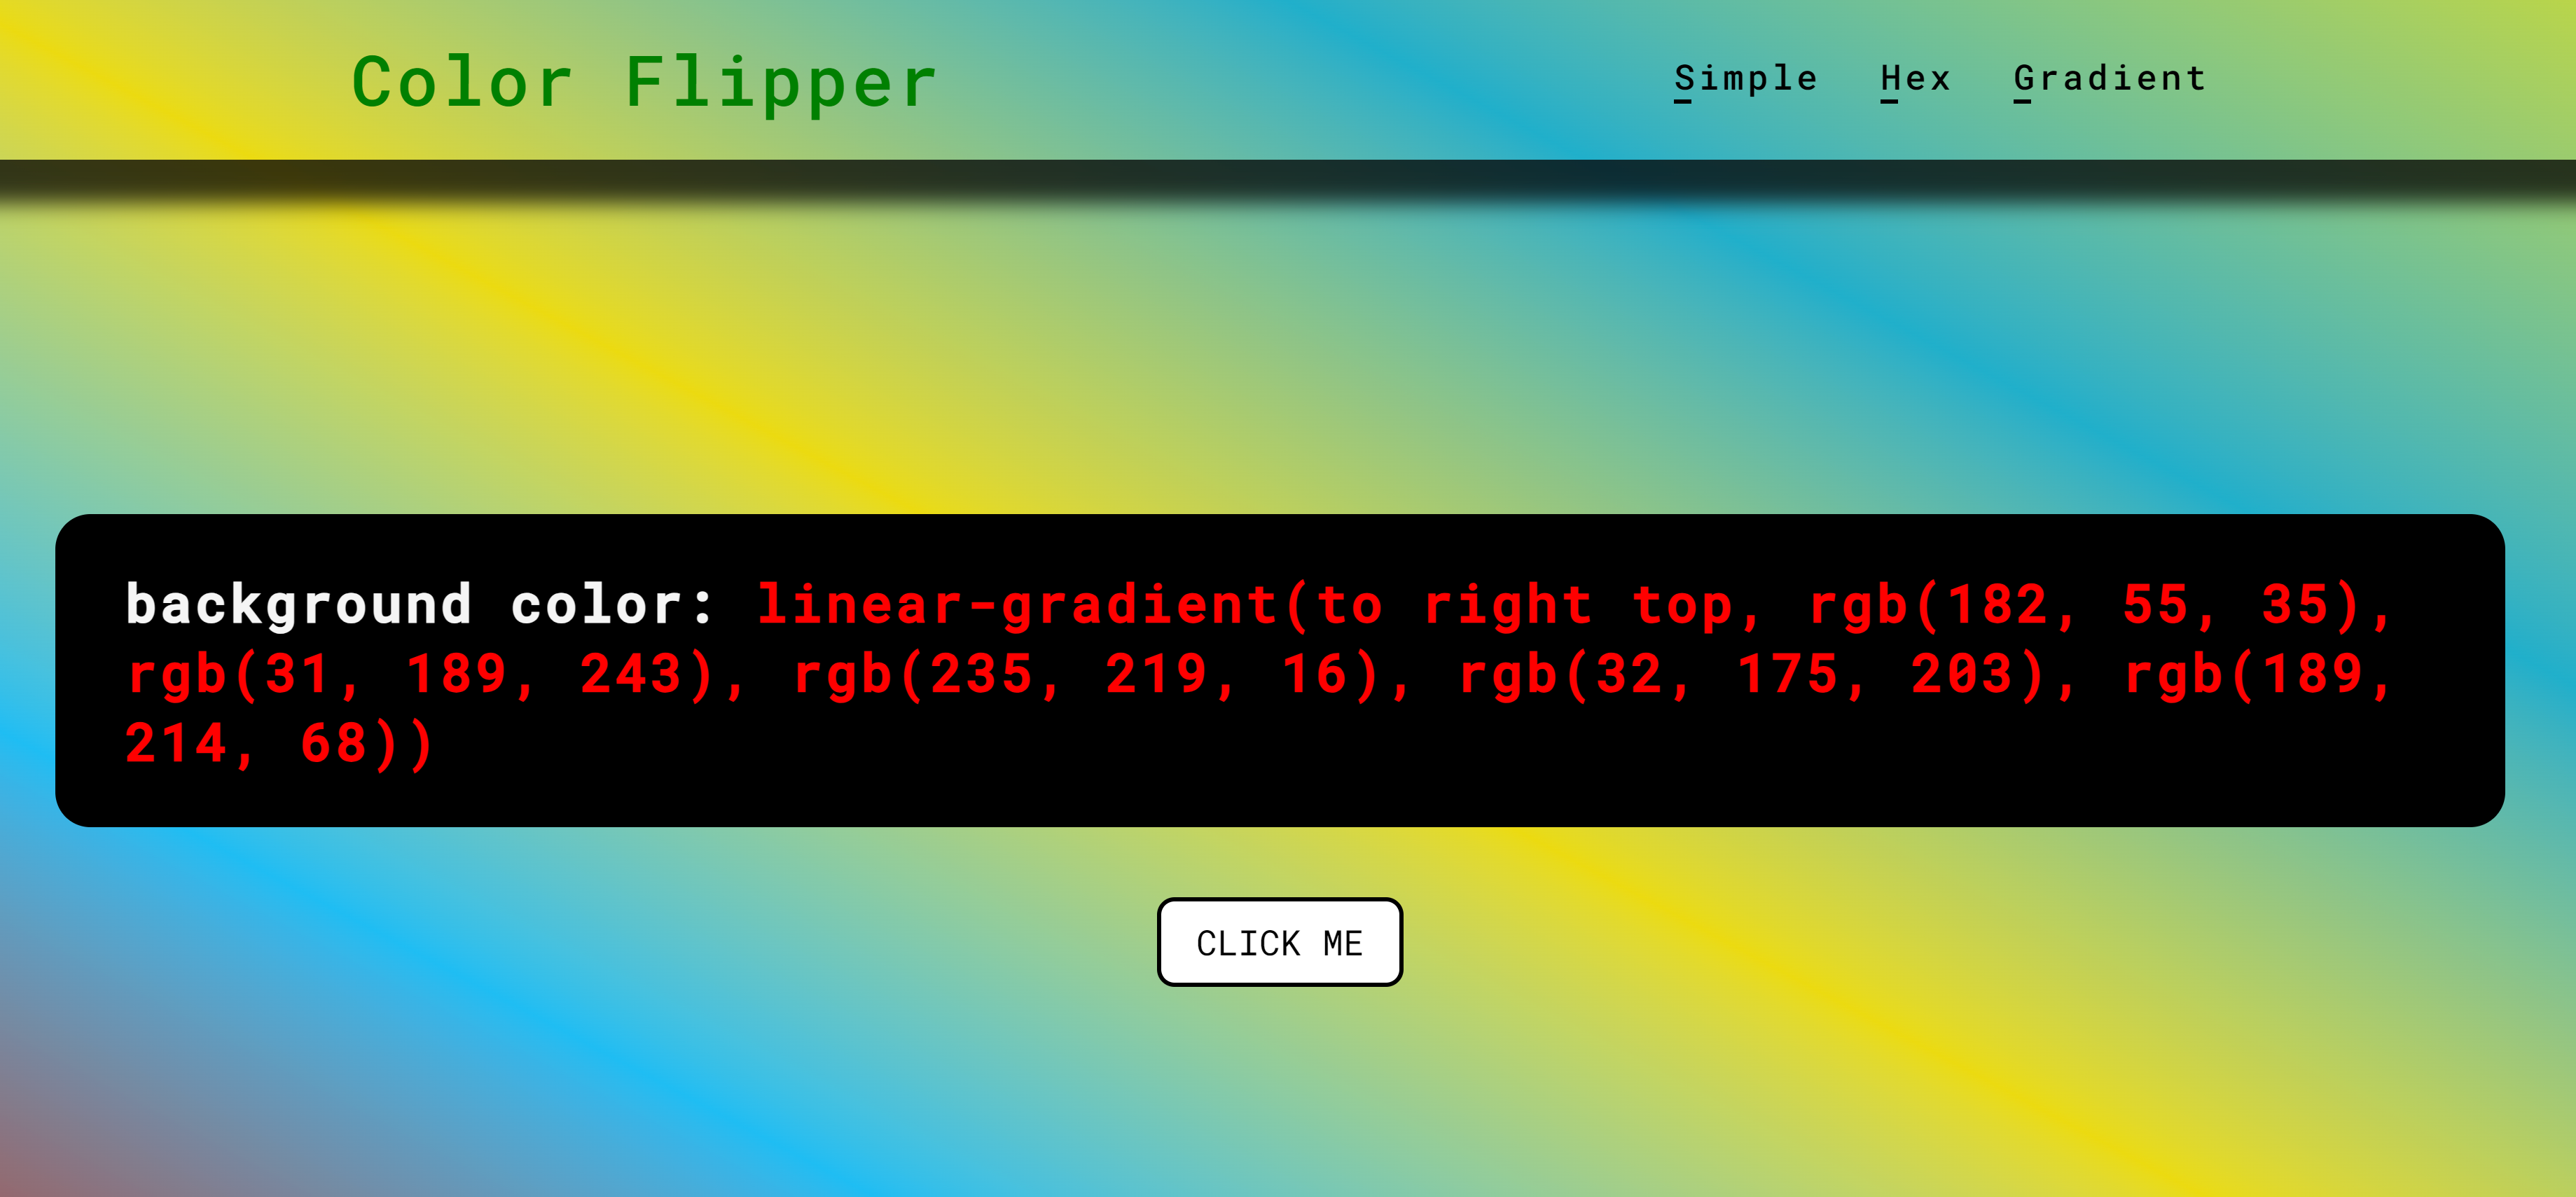 Color Flipper
Simple Hex Gradient
background color: linear-gradient(to right top, rgb(182, 55, 35),
rgb(31, 189, 243), rgb(235, 219, 16), rgb(32, 175, 203), rgb(189,
214, 68))
CLICK ME